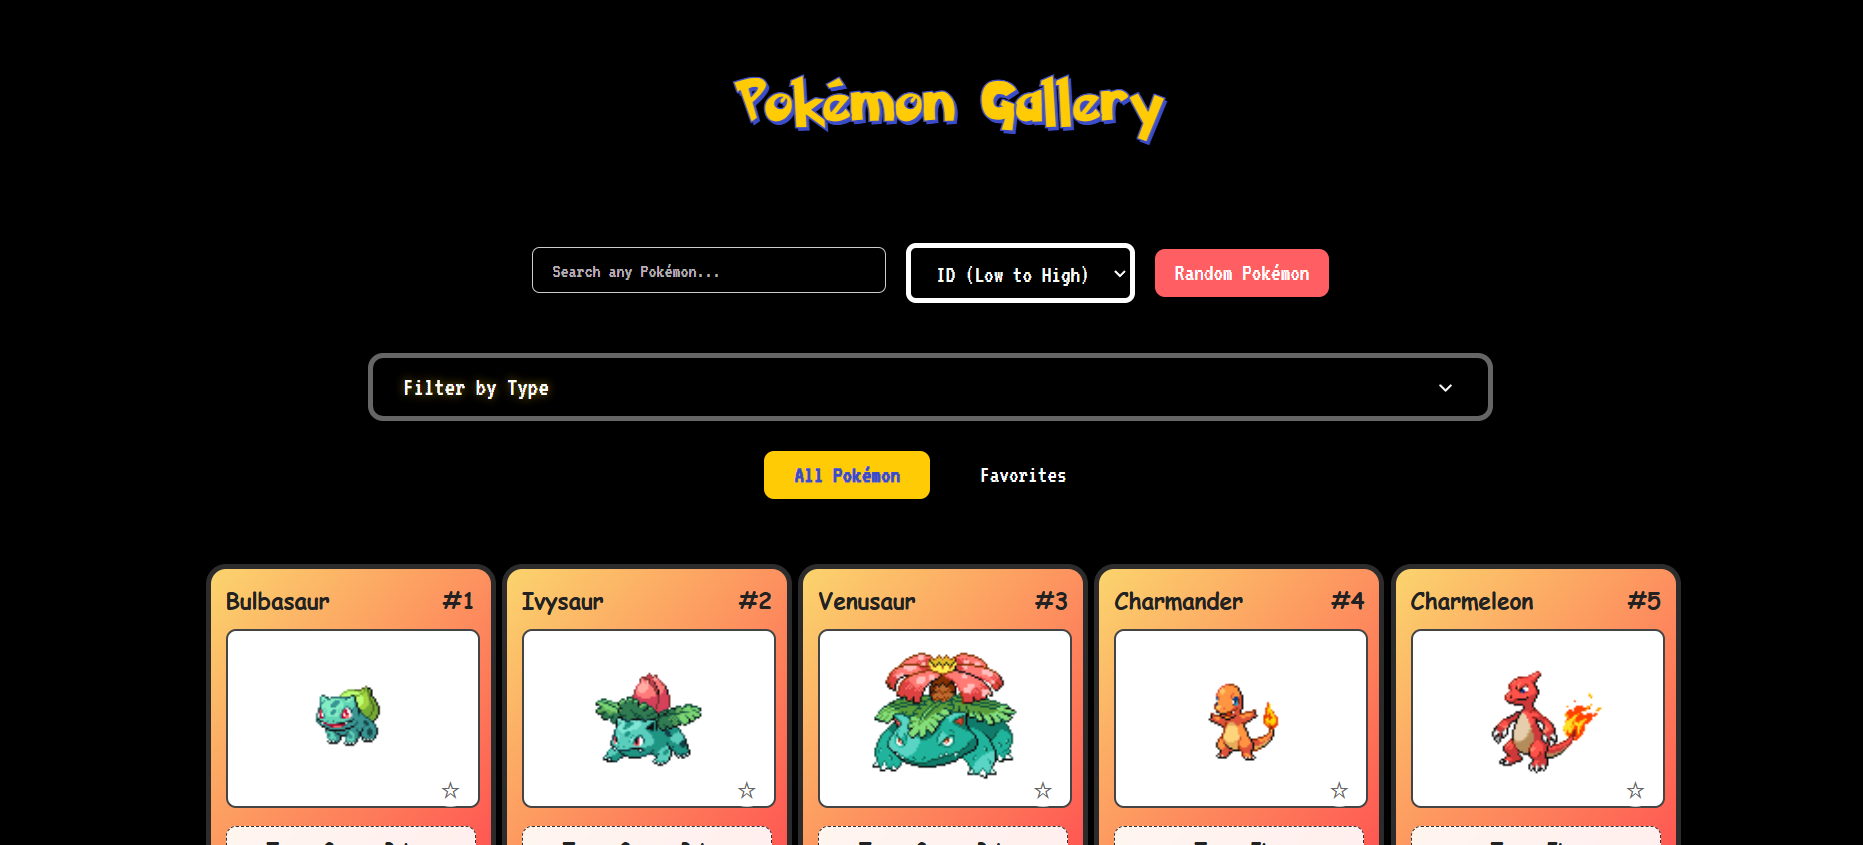 Pokémon Gallery
Search any Pokémon...
ID (Low to High)
Random Pokémon
Filter by Type
All Pokémon
Favorites
Bulbasaur #1
Ivysaur #2
Venusaur #3
Charmander #4
Charmeleon #5